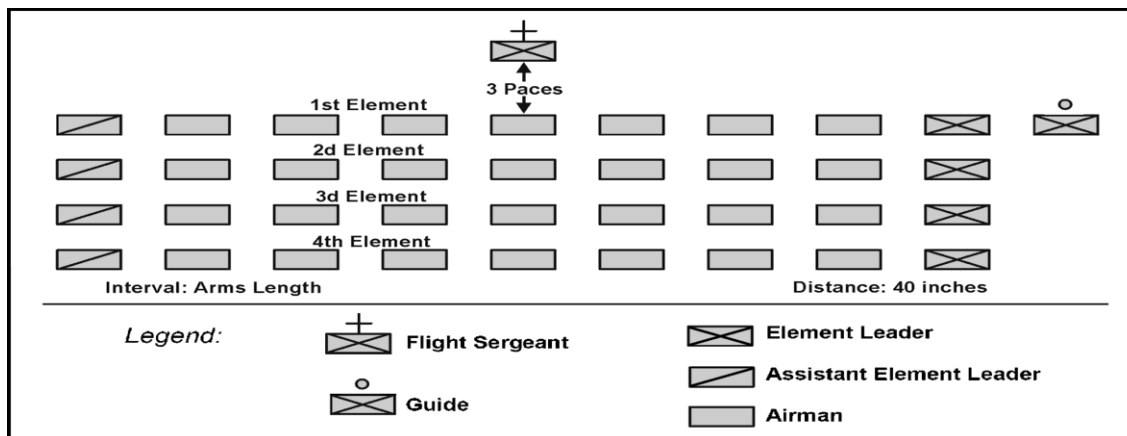 3 Paces
1st Element
2d Element
3d Element
4th Element
Interval: Arms Length
Distance: 40 inches
Legend:
Flight Sergeant
Guide
Element Leader
Assistant Element Leader
Airman